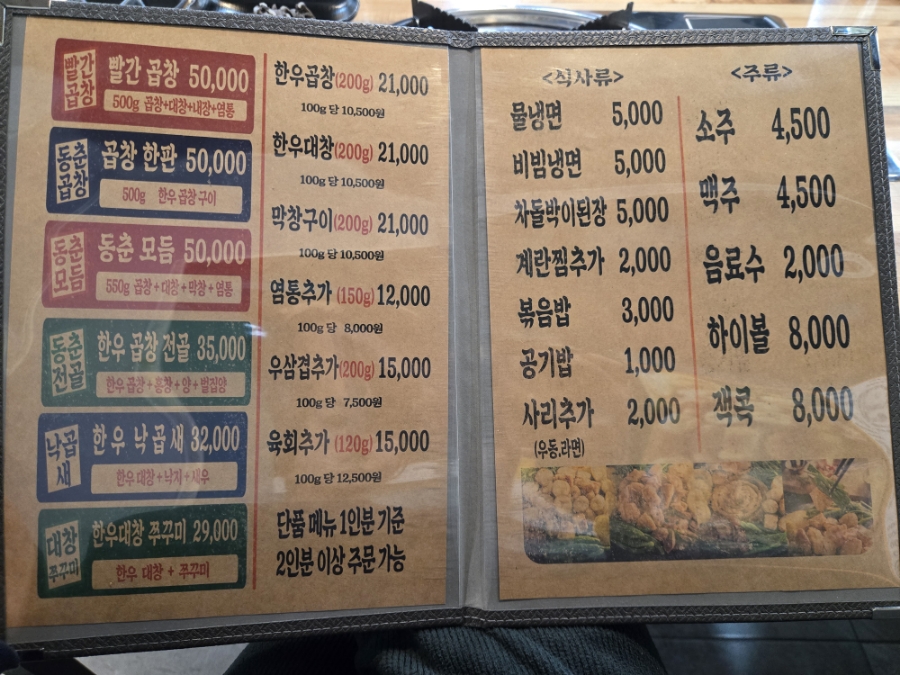 빨간
곱창
빨간 곱창 50,000
500g 곱창+대창+내장+염통
동춘
곱창
곱창 한판 50,000
500g 한우 곱창 구이
동춘
모듬
동춘 모듬 50,000
550g 곱창+대창+막창+염통
동춘
전골
한우 곱창 전골 35,000
한우 곱창+홍창+양+벌집양
낙곱
새
한우 낙곱새 32,000
한우 대창+낙지+새우
대창
쭈꾸미
한우대창 쭈꾸미 29,000
한우 대창 + 쭈꾸미
한우곱창(200g) 21,000
100g 당 10,500원
한우대창(200g) 21,000
100g 당 10,500원
막창구이(200g) 21,000
100g 당 10,500원
염통추가 (150g) 12,000
100g 당 8,000원
우삼겹추가(200g) 15,000
100g 당 7,500원
육회추가 (120g) 15,000
100g 당 12,500원
단품 메뉴 1인분 기준
2인분 이상 주문 가능
<식사류>
물냉면 5,000
비빔냉면 5,000
차돌박이된장 5,000
계란찜추가 2,000
볶음밥 3,000
공기밥 1,000
사리추가 2,000
(우동,라면)
<주류>
소주 4,500
맥주 4,500
음료수 2,000
하이볼 8,000
잭콕 8,000